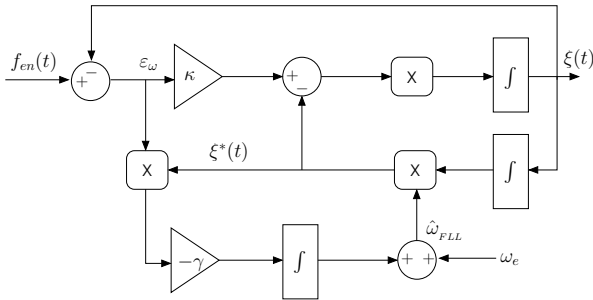 f_en(t)
ε_ω
κ
+
−
+
−
X
∫
ξ(t)
X
ξ*(t)
X
∫
−γ
∫
+ +
ω̂_FLL
ω_e